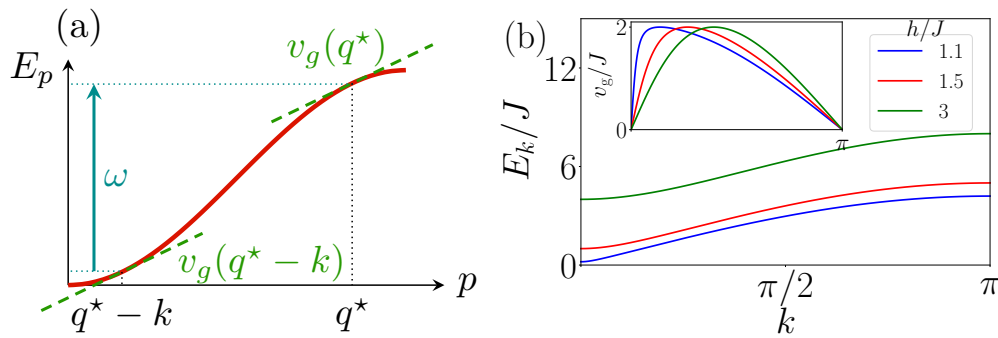 (a)
E_p
v_g(q^⋆)
ω
v_g(q^⋆ − k)
q^⋆ − k
q^⋆
p
(b)
E_k/J
12
6
0
π/2
π
k
v_g/J
2
0
π
h/J
1.1
1.5
3